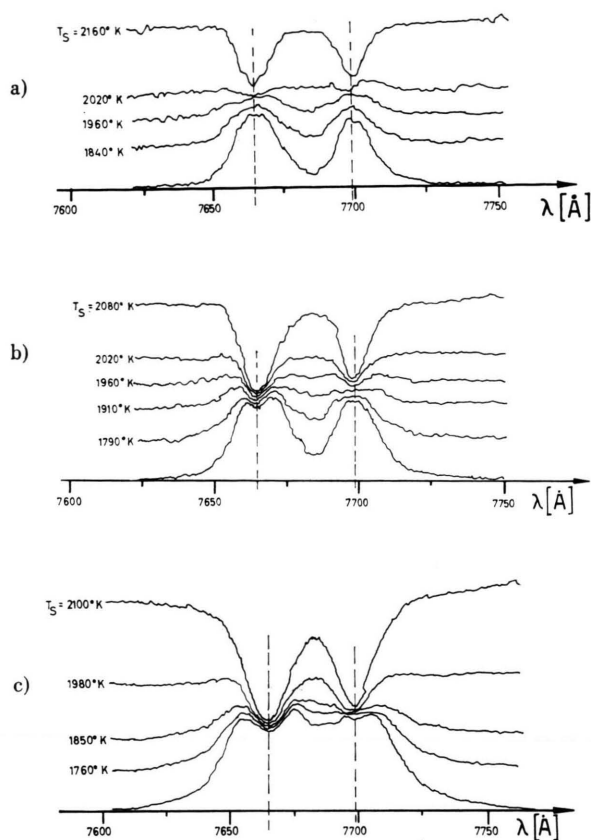 a)
T_S = 2160° K
2020° K
1960° K
1840° K
7600 7650 7700 7750 λ [Å]
b)
T_S = 2080° K
2020° K
1960° K
1910° K
1790° K
7600 7650 7700 7750 λ [Å]
c)
T_S = 2100° K
1980° K
1850° K
1760° K
7600 7650 7700 7750 λ [Å]